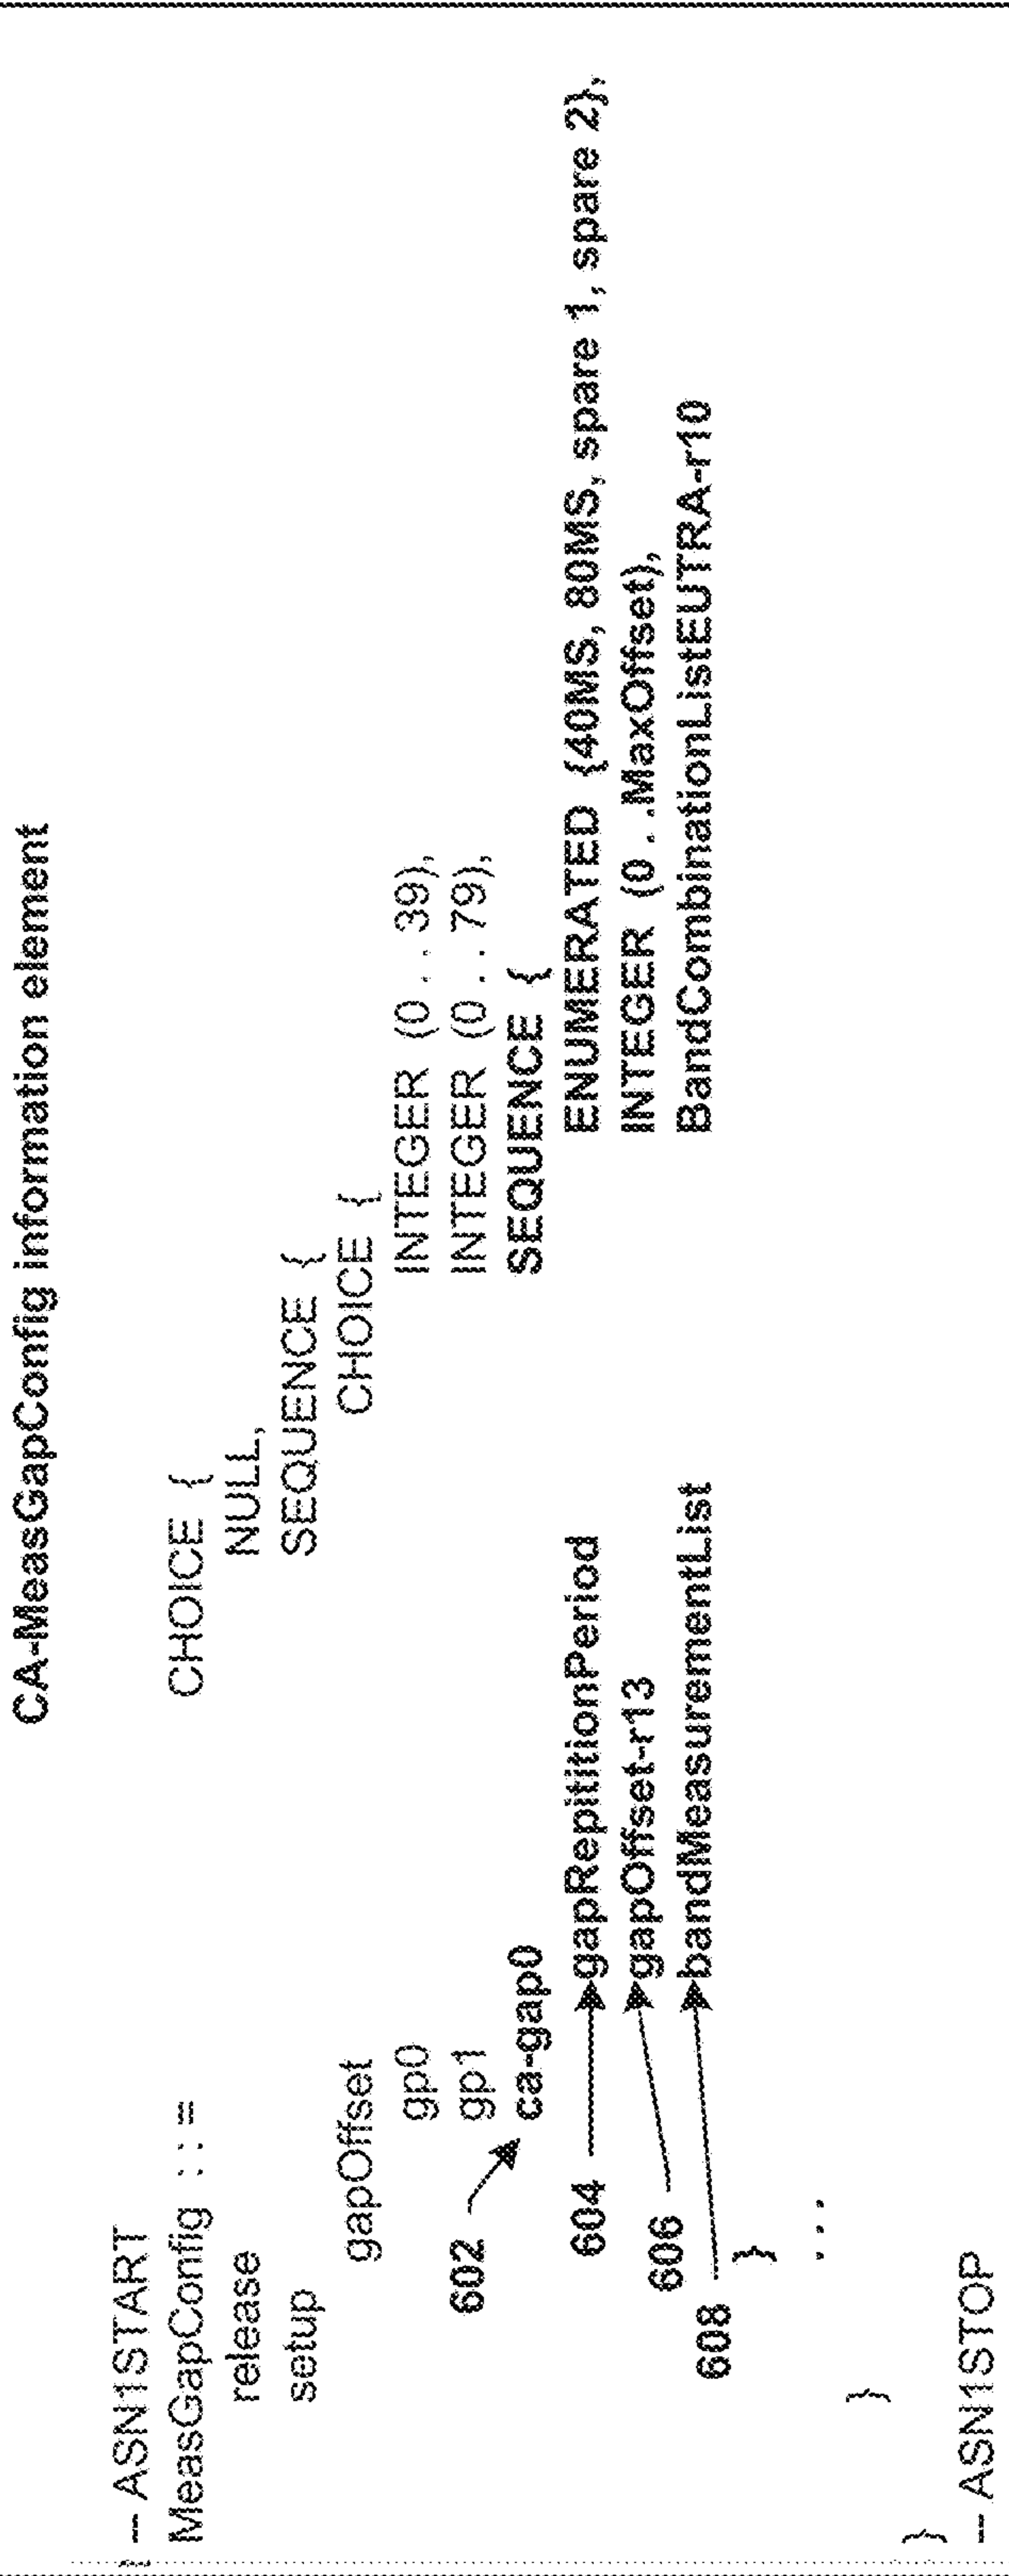 CA-MeasGapConfig information element
-- ASN1START
MeasGapConfig ::= CHOICE {
release NULL,
setup SEQUENCE {
gapOffset CHOICE {
gp0 INTEGER (0 . . 39),
gp1 INTEGER (0 . . 79),
602 ca-gap0 SEQUENCE {
604 gapRepititionPeriod ENUMERATED {40MS, 80MS, spare 1, spare 2},
606 gapOffset-r13 INTEGER (0 . .MaxOffset),
608 bandMeasurementList BandCombinationListEUTRA-r10
}
. . .
}
}
-- ASN1STOP